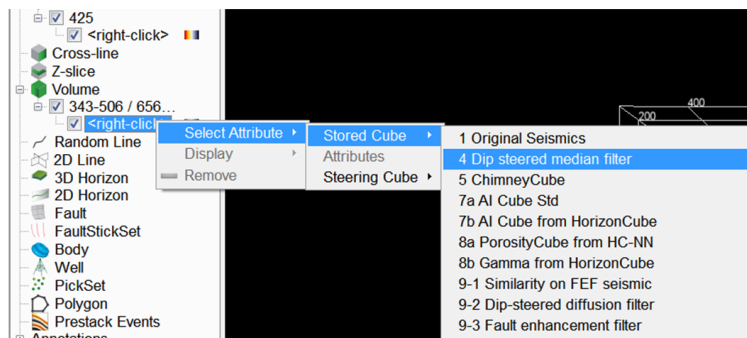 425
<right-click>
Cross-line
Z-slice
Volume
343-506 / 656...
<right-click
Random Line
2D Line
3D Horizon
2D Horizon
Fault
FaultStickSet
Body
Well
PickSet
Polygon
Prestack Events
Annotations
Select Attribute
Display
Remove
Stored Cube
Attributes
Steering Cube
1 Original Seismics
4 Dip steered median filter
5 ChimneyCube
7a AI Cube Std
7b AI Cube from HorizonCube
8a PorosityCube from HC-NN
8b Gamma from HorizonCube
9-1 Similarity on FEF seismic
9-2 Dip-steered diffusion filter
9-3 Fault enhancement filter
400
200